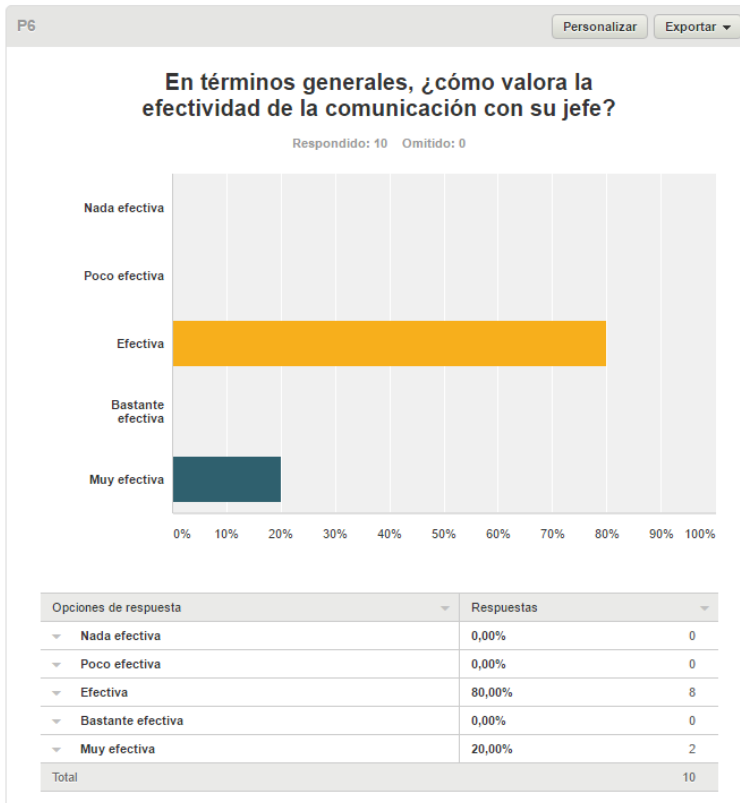 P6
Personalizar
Exportar
En términos generales, ¿cómo valora la
efectividad de la comunicación con su jefe?
Respondido: 10 Omitido: 0
Nada efectiva
Poco efectiva
Efectiva
Bastante
efectiva
Muy efectiva
0% 10% 20% 30% 40% 50% 60% 70% 80% 90% 100%
Opciones de respuesta Respuestas
Nada efectiva 0,00% 0
Poco efectiva 0,00% 0
Efectiva 80,00% 8
Bastante efectiva 0,00% 0
Muy efectiva 20,00% 2
Total 10